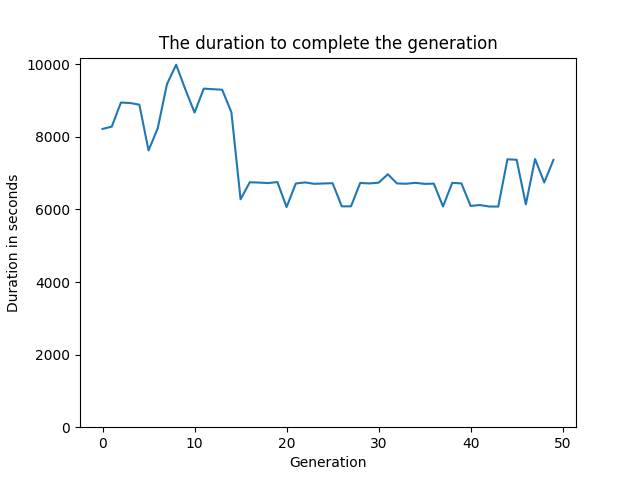 The duration to complete the generation
10000
8000
6000
4000
2000
0
Duration in seconds
0 10 20 30 40 50
Generation